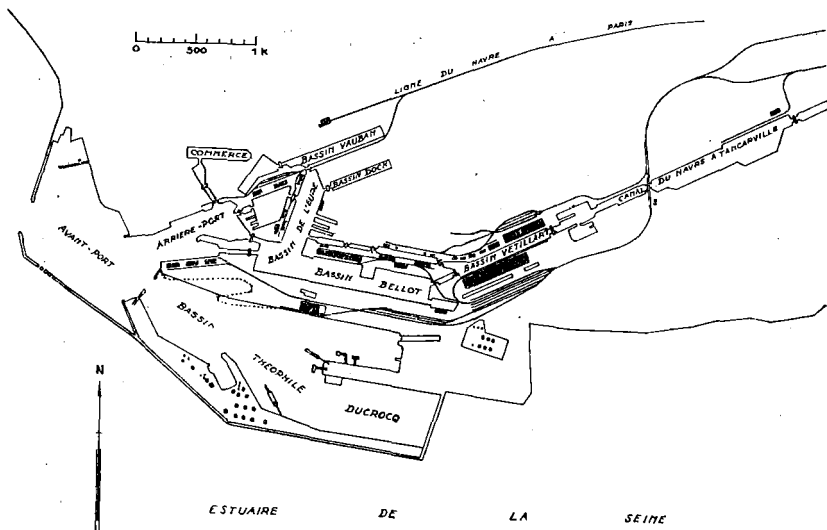 0 500 1 k
LIGNE DU HAVRE A PARIS
COMMERCE
BASSIN VAUBAN
BASSIN DOCK
CANAL DU HAVRE A TANCARVILLE
ARRIERE-PORT
BASSIN DE L'EURE
AVANT-PORT
BASSIN VETILLART
BASSIN BELLOT
BASSIN THEOPHILE DUCROCQ
N
ESTUAIRE DE LA SEINE